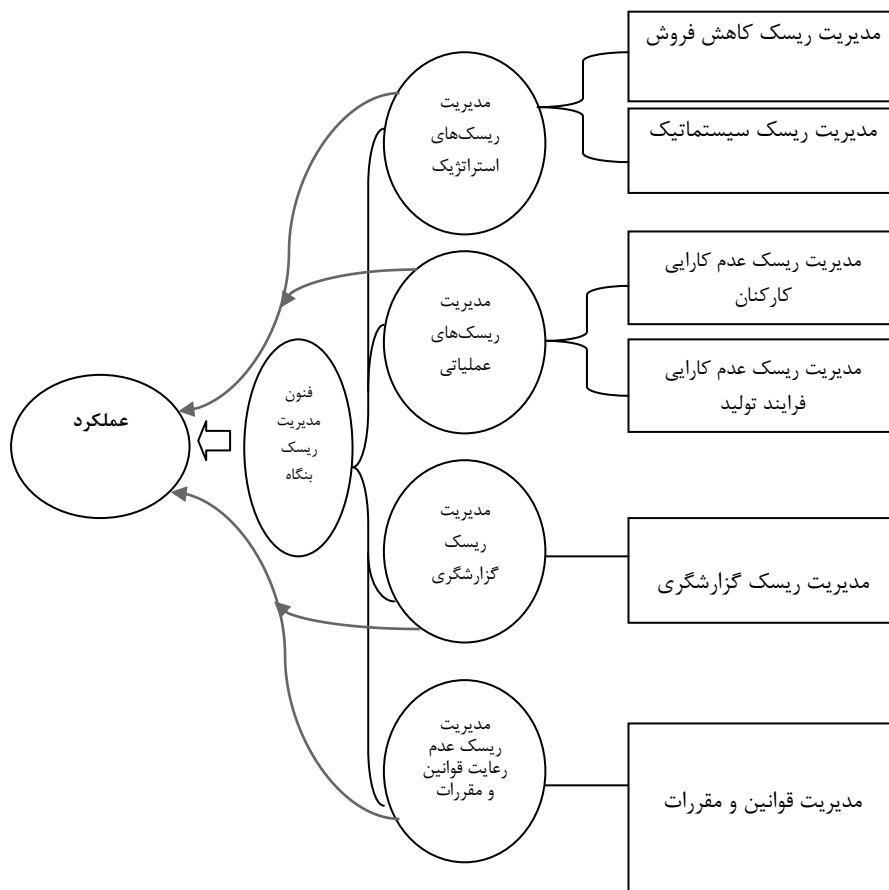 مدیریت ریسک کاهش فروش
مدیریت ریسک سیستماتیک
مدیریت
ریسک‌های
استراتژیک
مدیریت ریسک عدم کارایی
کارکنان
مدیریت ریسک عدم کارایی
فرایند تولید
مدیریت
ریسک‌های
عملیاتی
فنون
مدیریت
ریسک
بنگاه
عملکرد
مدیریت ریسک گزارشگری
مدیریت
ریسک
گزارشگری
مدیریت قوانین و مقررات
مدیریت
ریسک عدم
رعایت قوانین
و مقررات